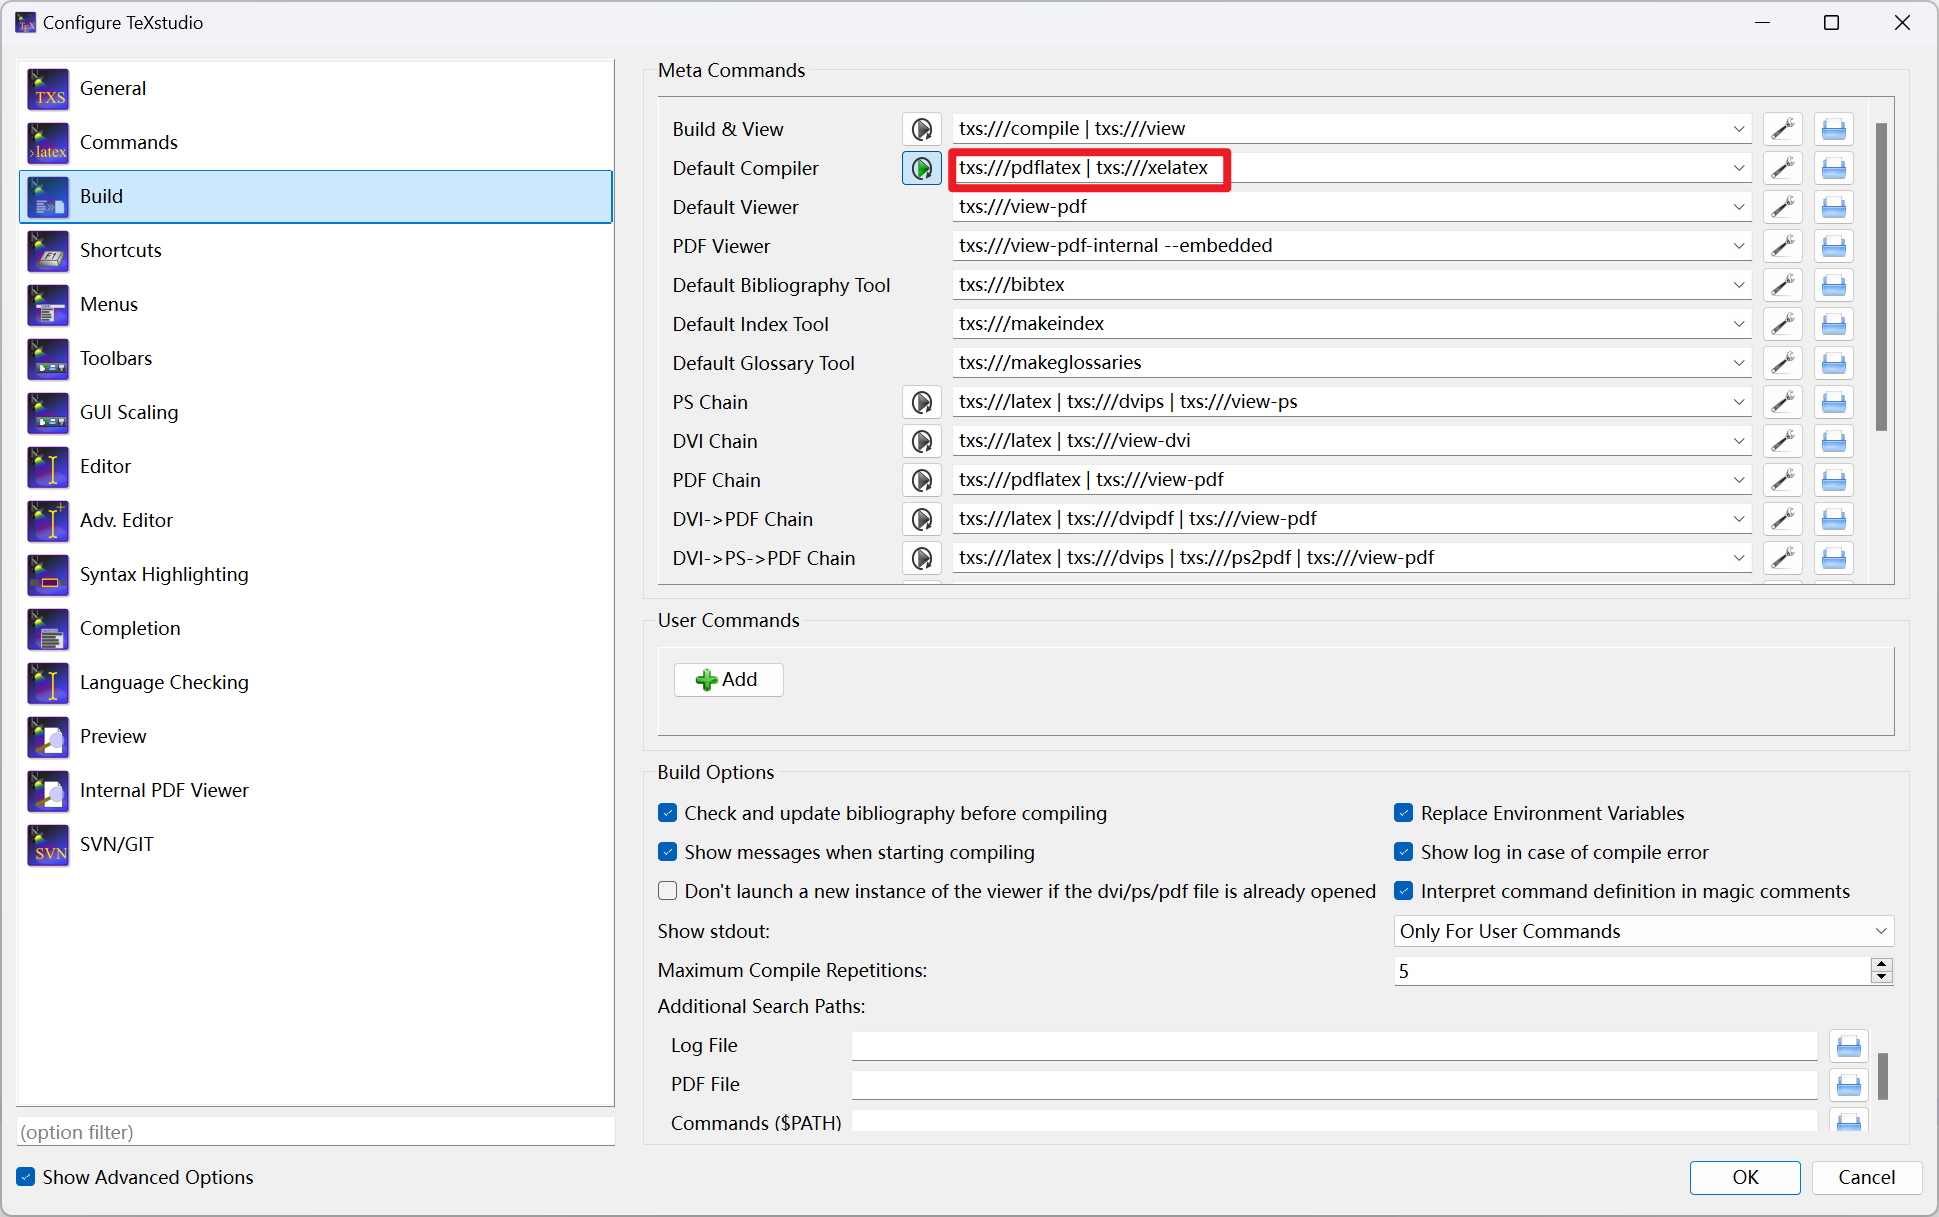 Configure TeXstudio
General
Commands
Build
Shortcuts
Menus
Toolbars
GUI Scaling
Editor
Adv. Editor
Syntax Highlighting
Completion
Language Checking
Preview
Internal PDF Viewer
SVN/GIT
(option filter)
Show Advanced Options
Meta Commands
Build & View txs:///compile | txs:///view
Default Compiler txs:///pdflatex | txs:///xelatex
Default Viewer txs:///view-pdf
PDF Viewer txs:///view-pdf-internal --embedded
Default Bibliography Tool txs:///bibtex
Default Index Tool txs:///makeindex
Default Glossary Tool txs:///makeglossaries
PS Chain txs:///latex | txs:///dvips | txs:///view-ps
DVI Chain txs:///latex | txs:///view-dvi
PDF Chain txs:///pdflatex | txs:///view-pdf
DVI->PDF Chain txs:///latex | txs:///dvipdf | txs:///view-pdf
DVI->PS->PDF Chain txs:///latex | txs:///dvips | txs:///ps2pdf | txs:///view-pdf
User Commands
Add
Build Options
Check and update bibliography before compiling Replace Environment Variables
Show messages when starting compiling Show log in case of compile error
Don't launch a new instance of the viewer if the dvi/ps/pdf file is already opened Interpret command definition in magic comments
Show stdout: Only For User Commands
Maximum Compile Repetitions: 5
Additional Search Paths:
Log File
PDF File
Commands ($PATH)
OK Cancel